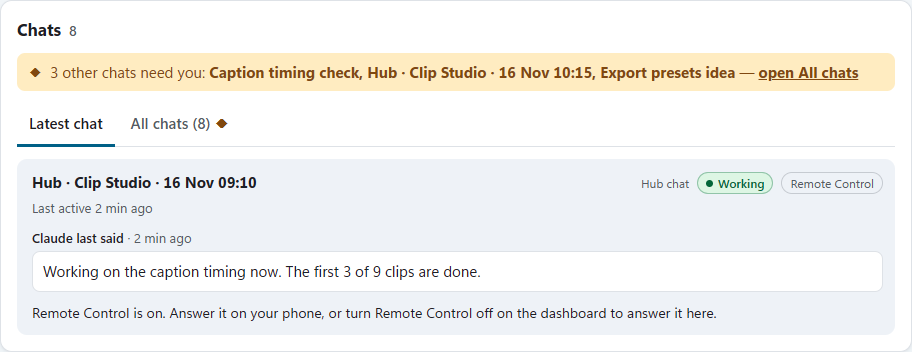 Chats 8
◆ 3 other chats need you: Caption timing check, Hub · Clip Studio · 16 Nov 10:15, Export presets idea — open All chats
Latest chat All chats (8) ◆
Hub · Clip Studio · 16 Nov 09:10 Hub chat ● Working Remote Control
Last active 2 min ago
Claude last said · 2 min ago
Working on the caption timing now. The first 3 of 9 clips are done.
Remote Control is on. Answer it on your phone, or turn Remote Control off on the dashboard to answer it here.